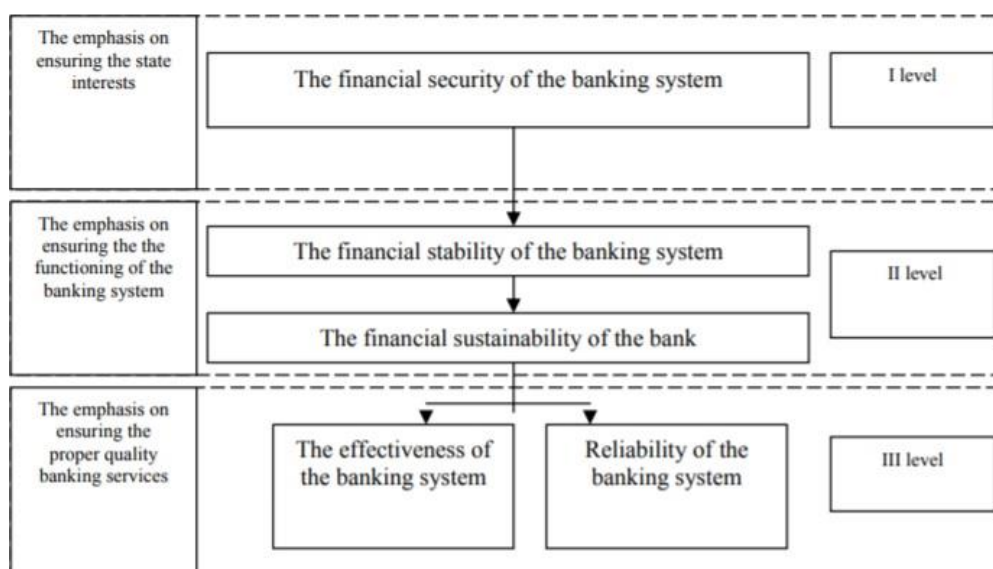 The emphasis on
ensuring the state
interests
The financial security of the banking system
I level
The emphasis on
ensuring the the
functioning of the
banking system
The financial stability of the banking system
The financial sustainability of the bank
II level
The emphasis on
ensuring the
proper quality
banking services
The effectiveness of
the banking system
Reliability of the
banking system
III level